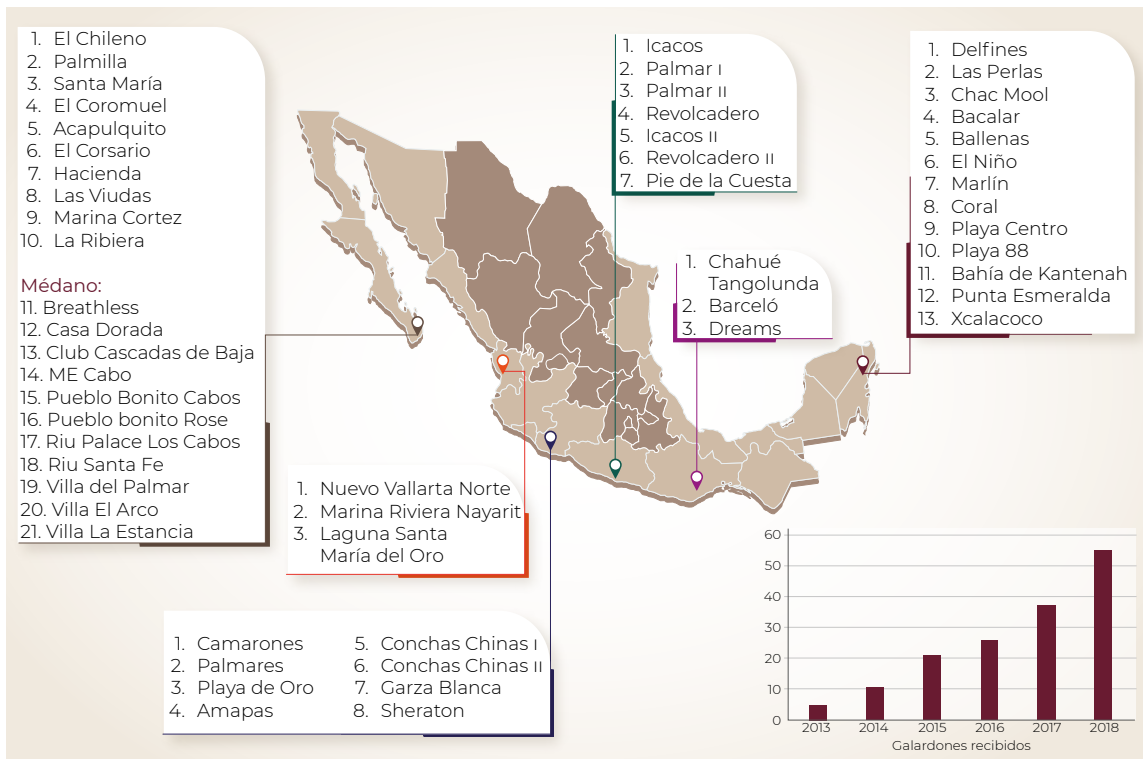 1. El Chileno
2. Palmilla
3. Santa María
4. El Coromuel
5. Acapulquito
6. El Corsario
7. Hacienda
8. Las Viudas
9. Marina Cortez
10. La Ribiera
Médano:
11. Breathless
12. Casa Dorada
13. Club Cascadas de Baja
14. ME Cabo
15. Pueblo Bonito Cabos
16. Pueblo bonito Rose
17. Riu Palace Los Cabos
18. Riu Santa Fe
19. Villa del Palmar
20. Villa El Arco
21. Villa La Estancia
1. Icacos
2. Palmar I
3. Palmar II
4. Revolcadero
5. Icacos II
6. Revolcadero II
7. Pie de la Cuesta
1. Delfines
2. Las Perlas
3. Chac Mool
4. Bacalar
5. Ballenas
6. El Niño
7. Marlín
8. Coral
9. Playa Centro
10. Playa 88
11. Bahía de Kantenah
12. Punta Esmeralda
13. Xcalacoco
1. Chahué
Tangolunda
2. Barceló
3. Dreams
1. Nuevo Vallarta Norte
2. Marina Riviera Nayarit
3. Laguna Santa
María del Oro
1. Camarones
2. Palmares
3. Playa de Oro
4. Amapas
5. Conchas Chinas I
6. Conchas Chinas II
7. Garza Blanca
8. Sheraton
60
50
40
30
20
10
0
2013 2014 2015 2016 2017 2018
Galardones recibidos